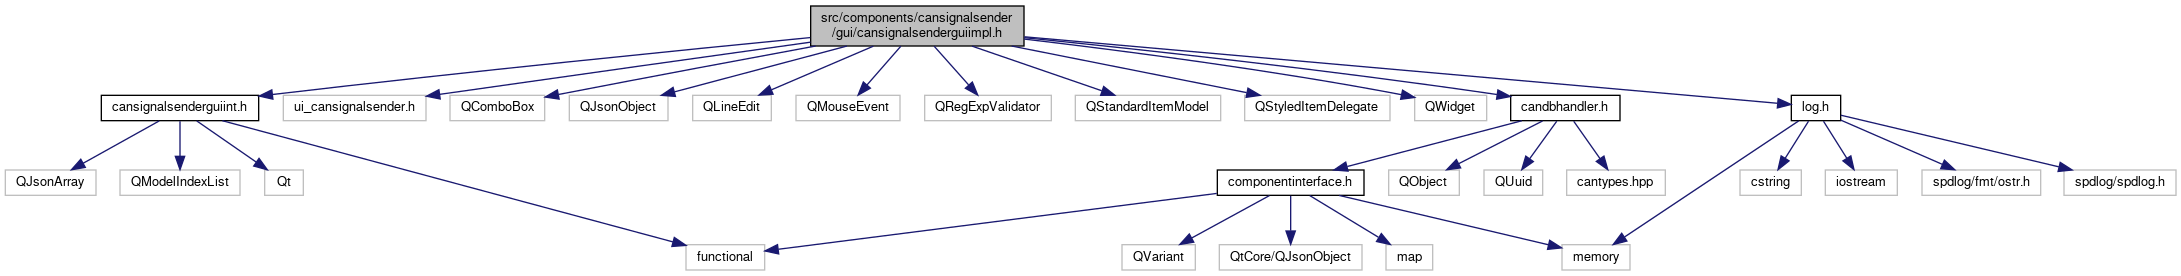 src/components/cansignalsender
/gui/cansignalsenderguiimpl.h
cansignalsenderguiint.h
ui_cansignalsender.h
QComboBox
QJsonObject
QLineEdit
QMouseEvent
QRegExpValidator
QStandardItemModel
QStyledItemDelegate
QWidget
candbhandler.h
log.h
QJsonArray
QModelIndexList
Qt
componentinterface.h
QObject
QUuid
cantypes.hpp
cstring
iostream
spdlog/fmt/ostr.h
spdlog/spdlog.h
functional
QVariant
QtCore/QJsonObject
map
memory